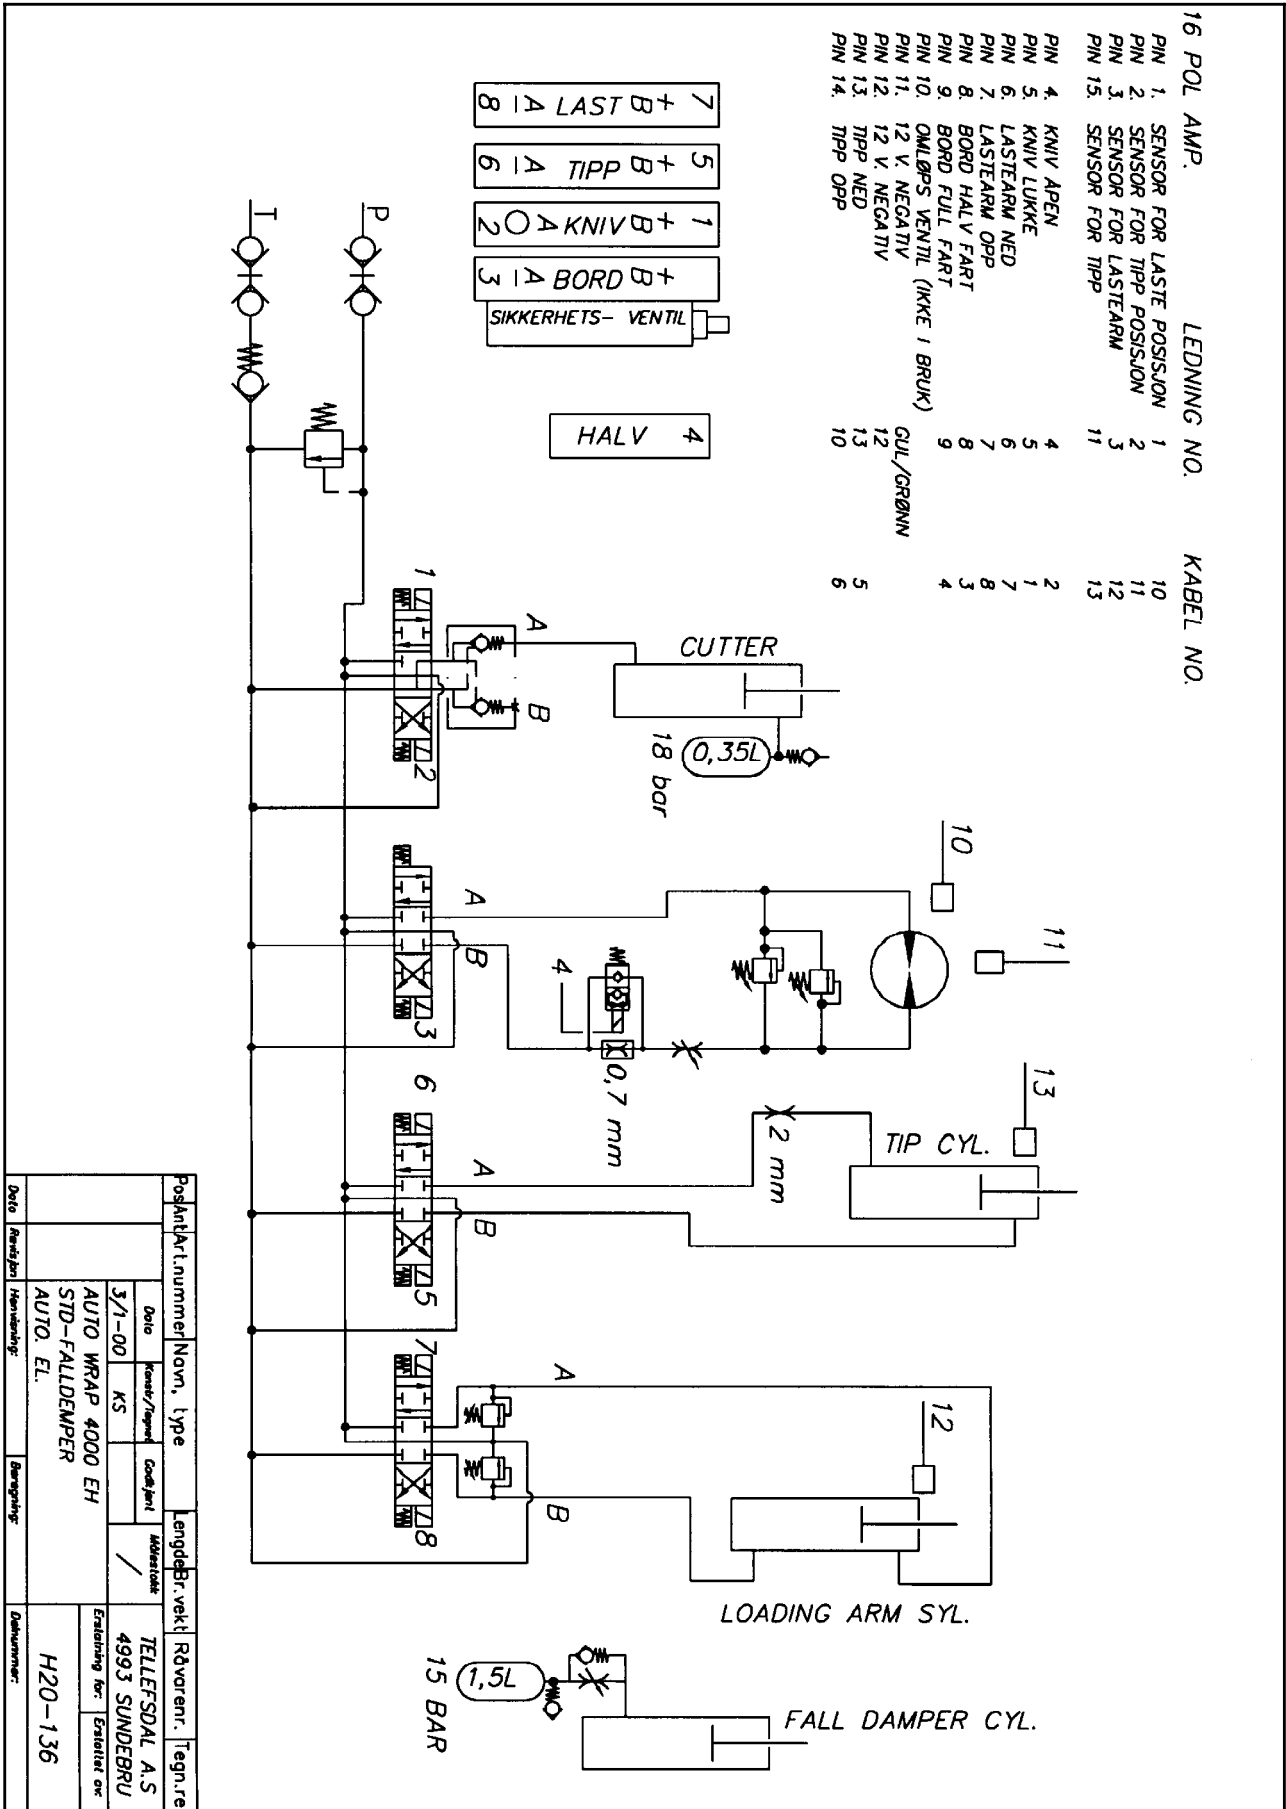 16 POL AMP. LEDNING NO. KABEL NO.
PIN 1. SENSOR FOR LASTE POSISJON 1 10
PIN 2. SENSOR FOR TIPP POSISJON 2 11
PIN 3. SENSOR FOR LASTEARM 3 12
PIN 15. SENSOR FOR TIPP 11 13
PIN 4. KNIV ÅPEN 4 2
PIN 5. KNIV LUKKE 5 1
PIN 6. LASTEARM NED 6 7
PIN 7. LASTEARM OPP 7 8
PIN 8. BORD HALV FART 8 3
PIN 9. BORD FULL FART 9 4
PIN 10. OMLØPS VENTIL (IKKE I BRUK)
PIN 11. 12 V. NEGATIV GUL/GRØNN
PIN 12. 12 V. NEGATIV 12
PIN 13. TIPP NED 13 5
PIN 14. TIPP OPP 10 6
8 | A LAST B + 7
6 | A TIPP B + 5
2 O A KNIV B + 1
3 | A BORD B +
SIKKERHETS- VENTIL
HALV 4
P
T
1
2
A
B
CUTTER
0,35L
18 bar
3
A
B
4
0,7 mm
10
11
6
5
A
B
2 mm
TIP CYL.
13
7
8
A
B
12
LOADING ARM SYL.
1,5L
15 BAR
FALL DAMPER CYL.
Pos Ant Art.nummer Navn, type Lengde Br.vekt Råvarenr. Tegn.re
Dato Konstr/Tegnet Godkjent Målestokk
3/1-00 KS /
TELLEFSDAL A.S
4993 SUNDEBRU
AUTO WRAP 4000 EH
STD-FALLDEMPER
AUTO. EL.
Erstatning for: Erstattet av:
H20-136
Dato Revisjon Henvisning: Beregning: Delnummer: